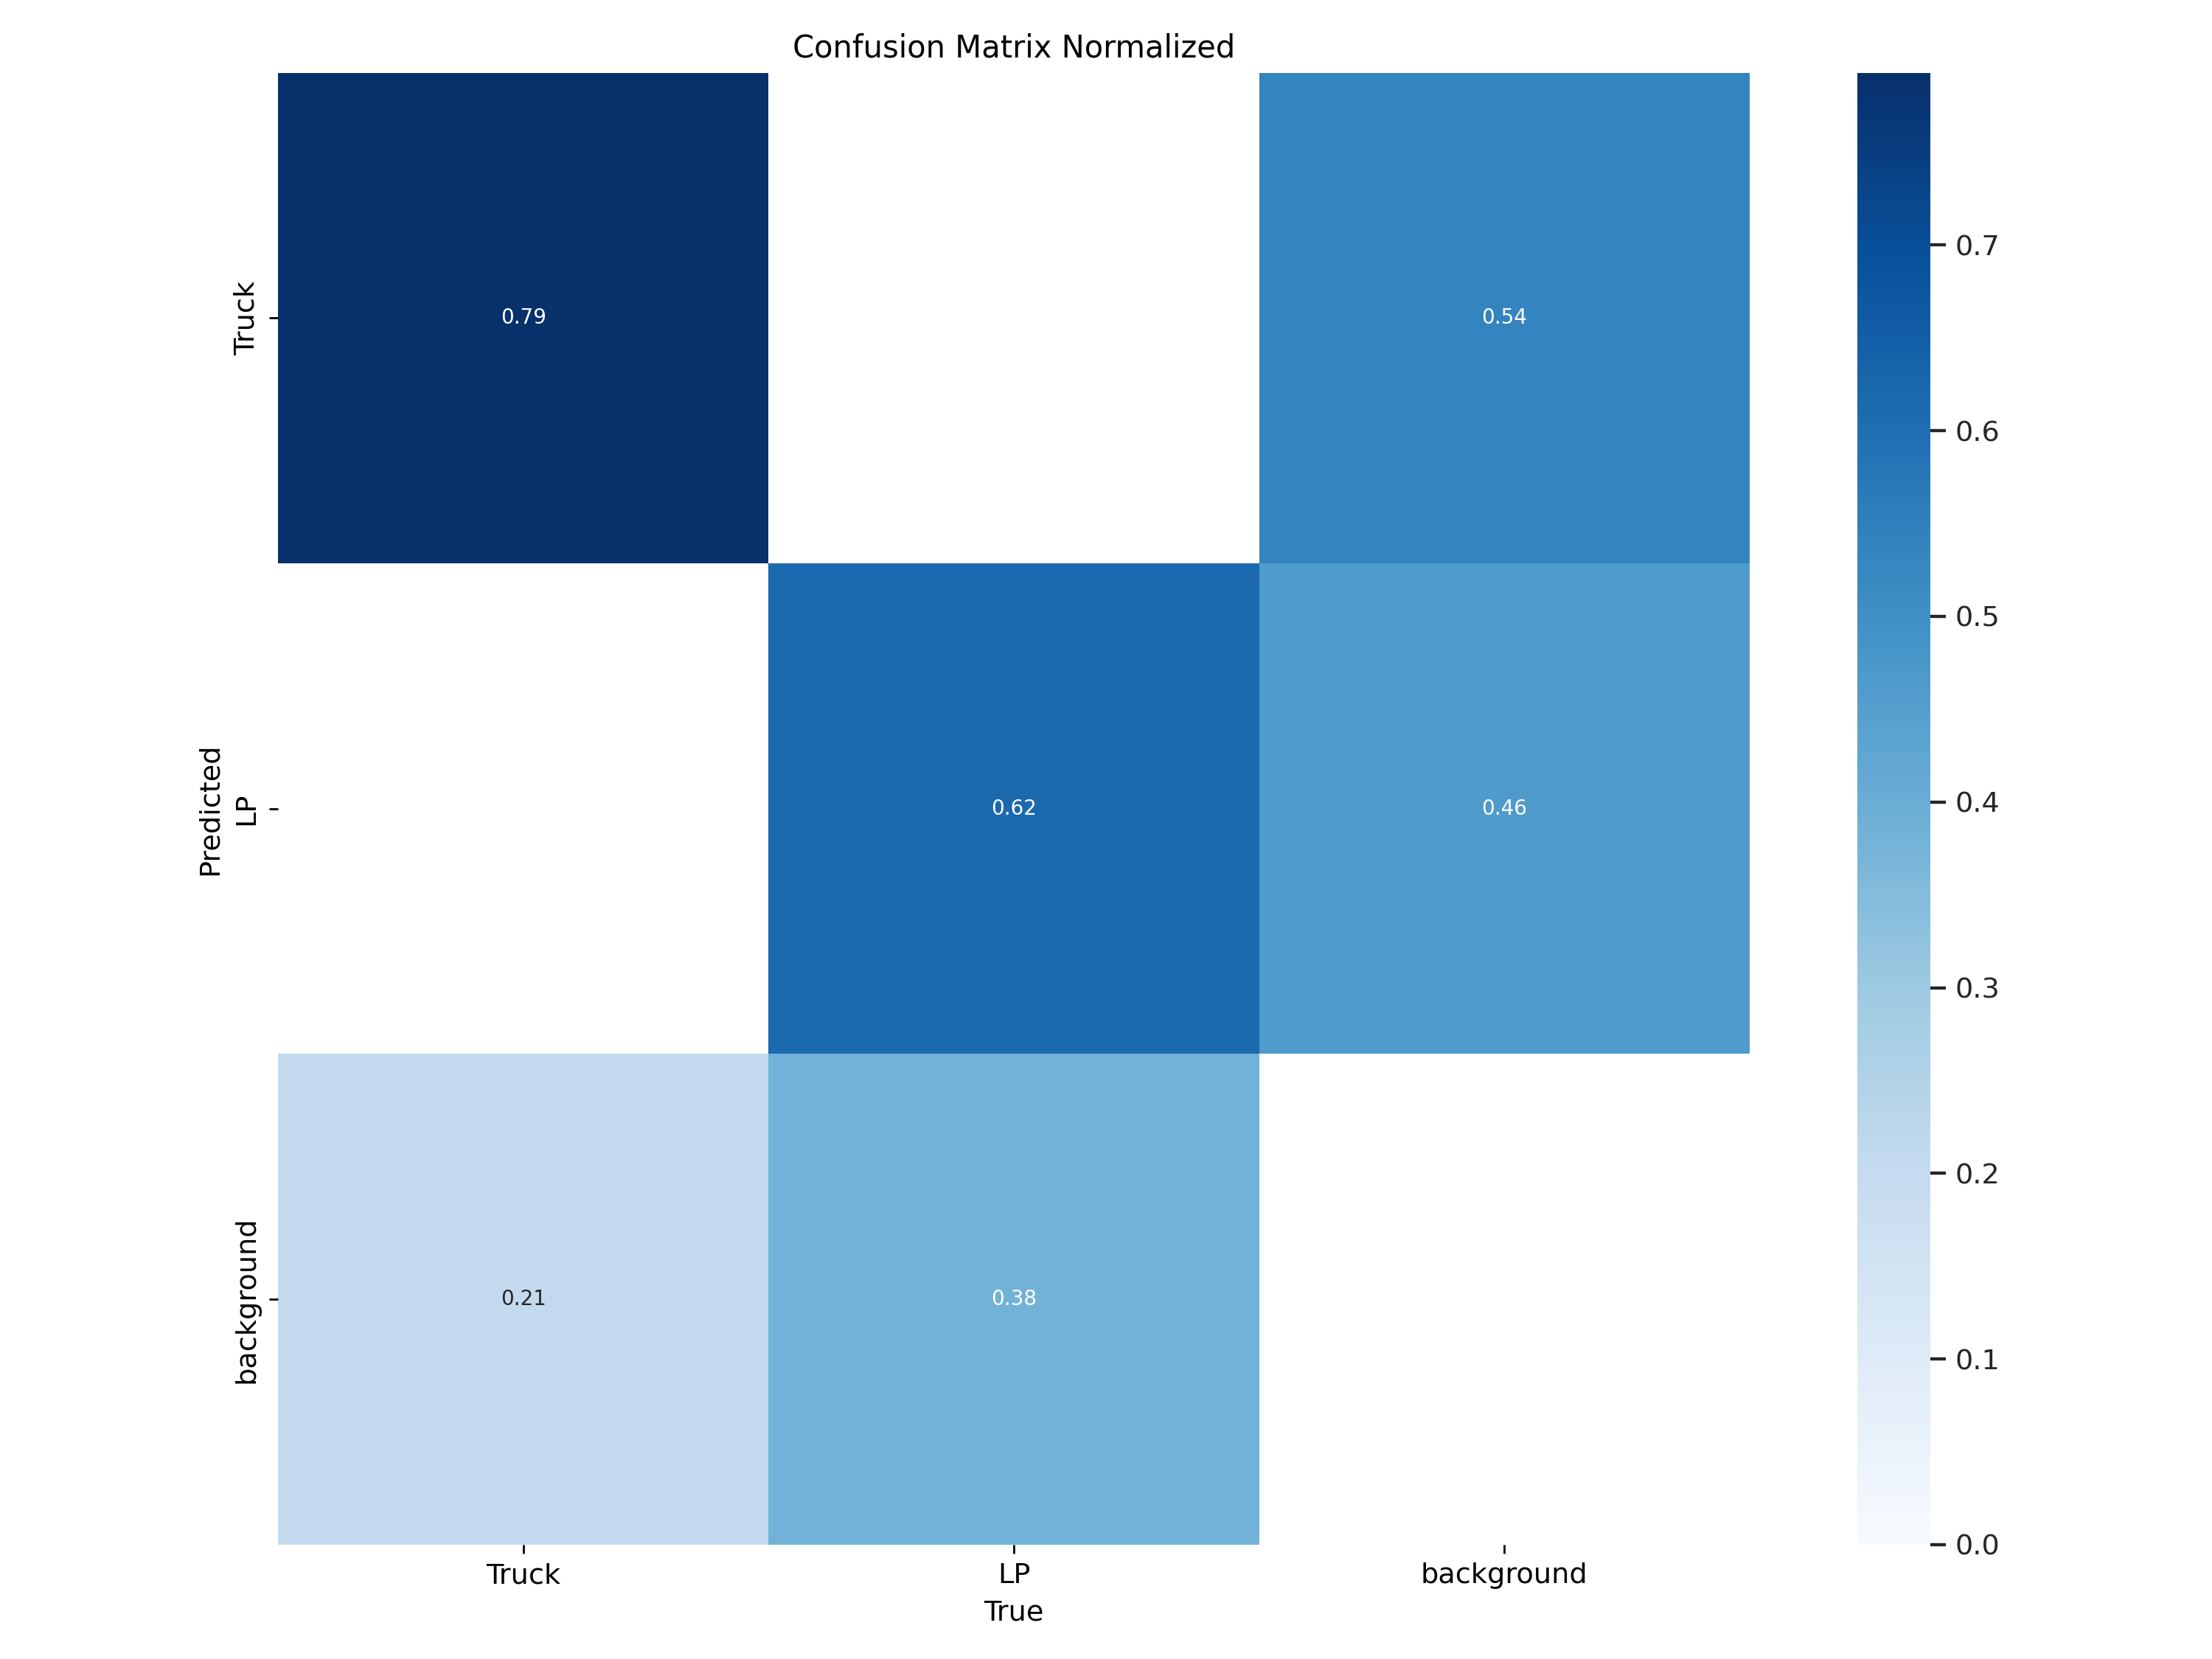 Confusion Matrix Normalized
Truck
0.79
0.54
0.7
0.6
0.5
Predicted
LP
0.62
0.46
0.4
0.3
background
0.21
0.38
0.2
0.1
0.0
Truck
LP
background
True